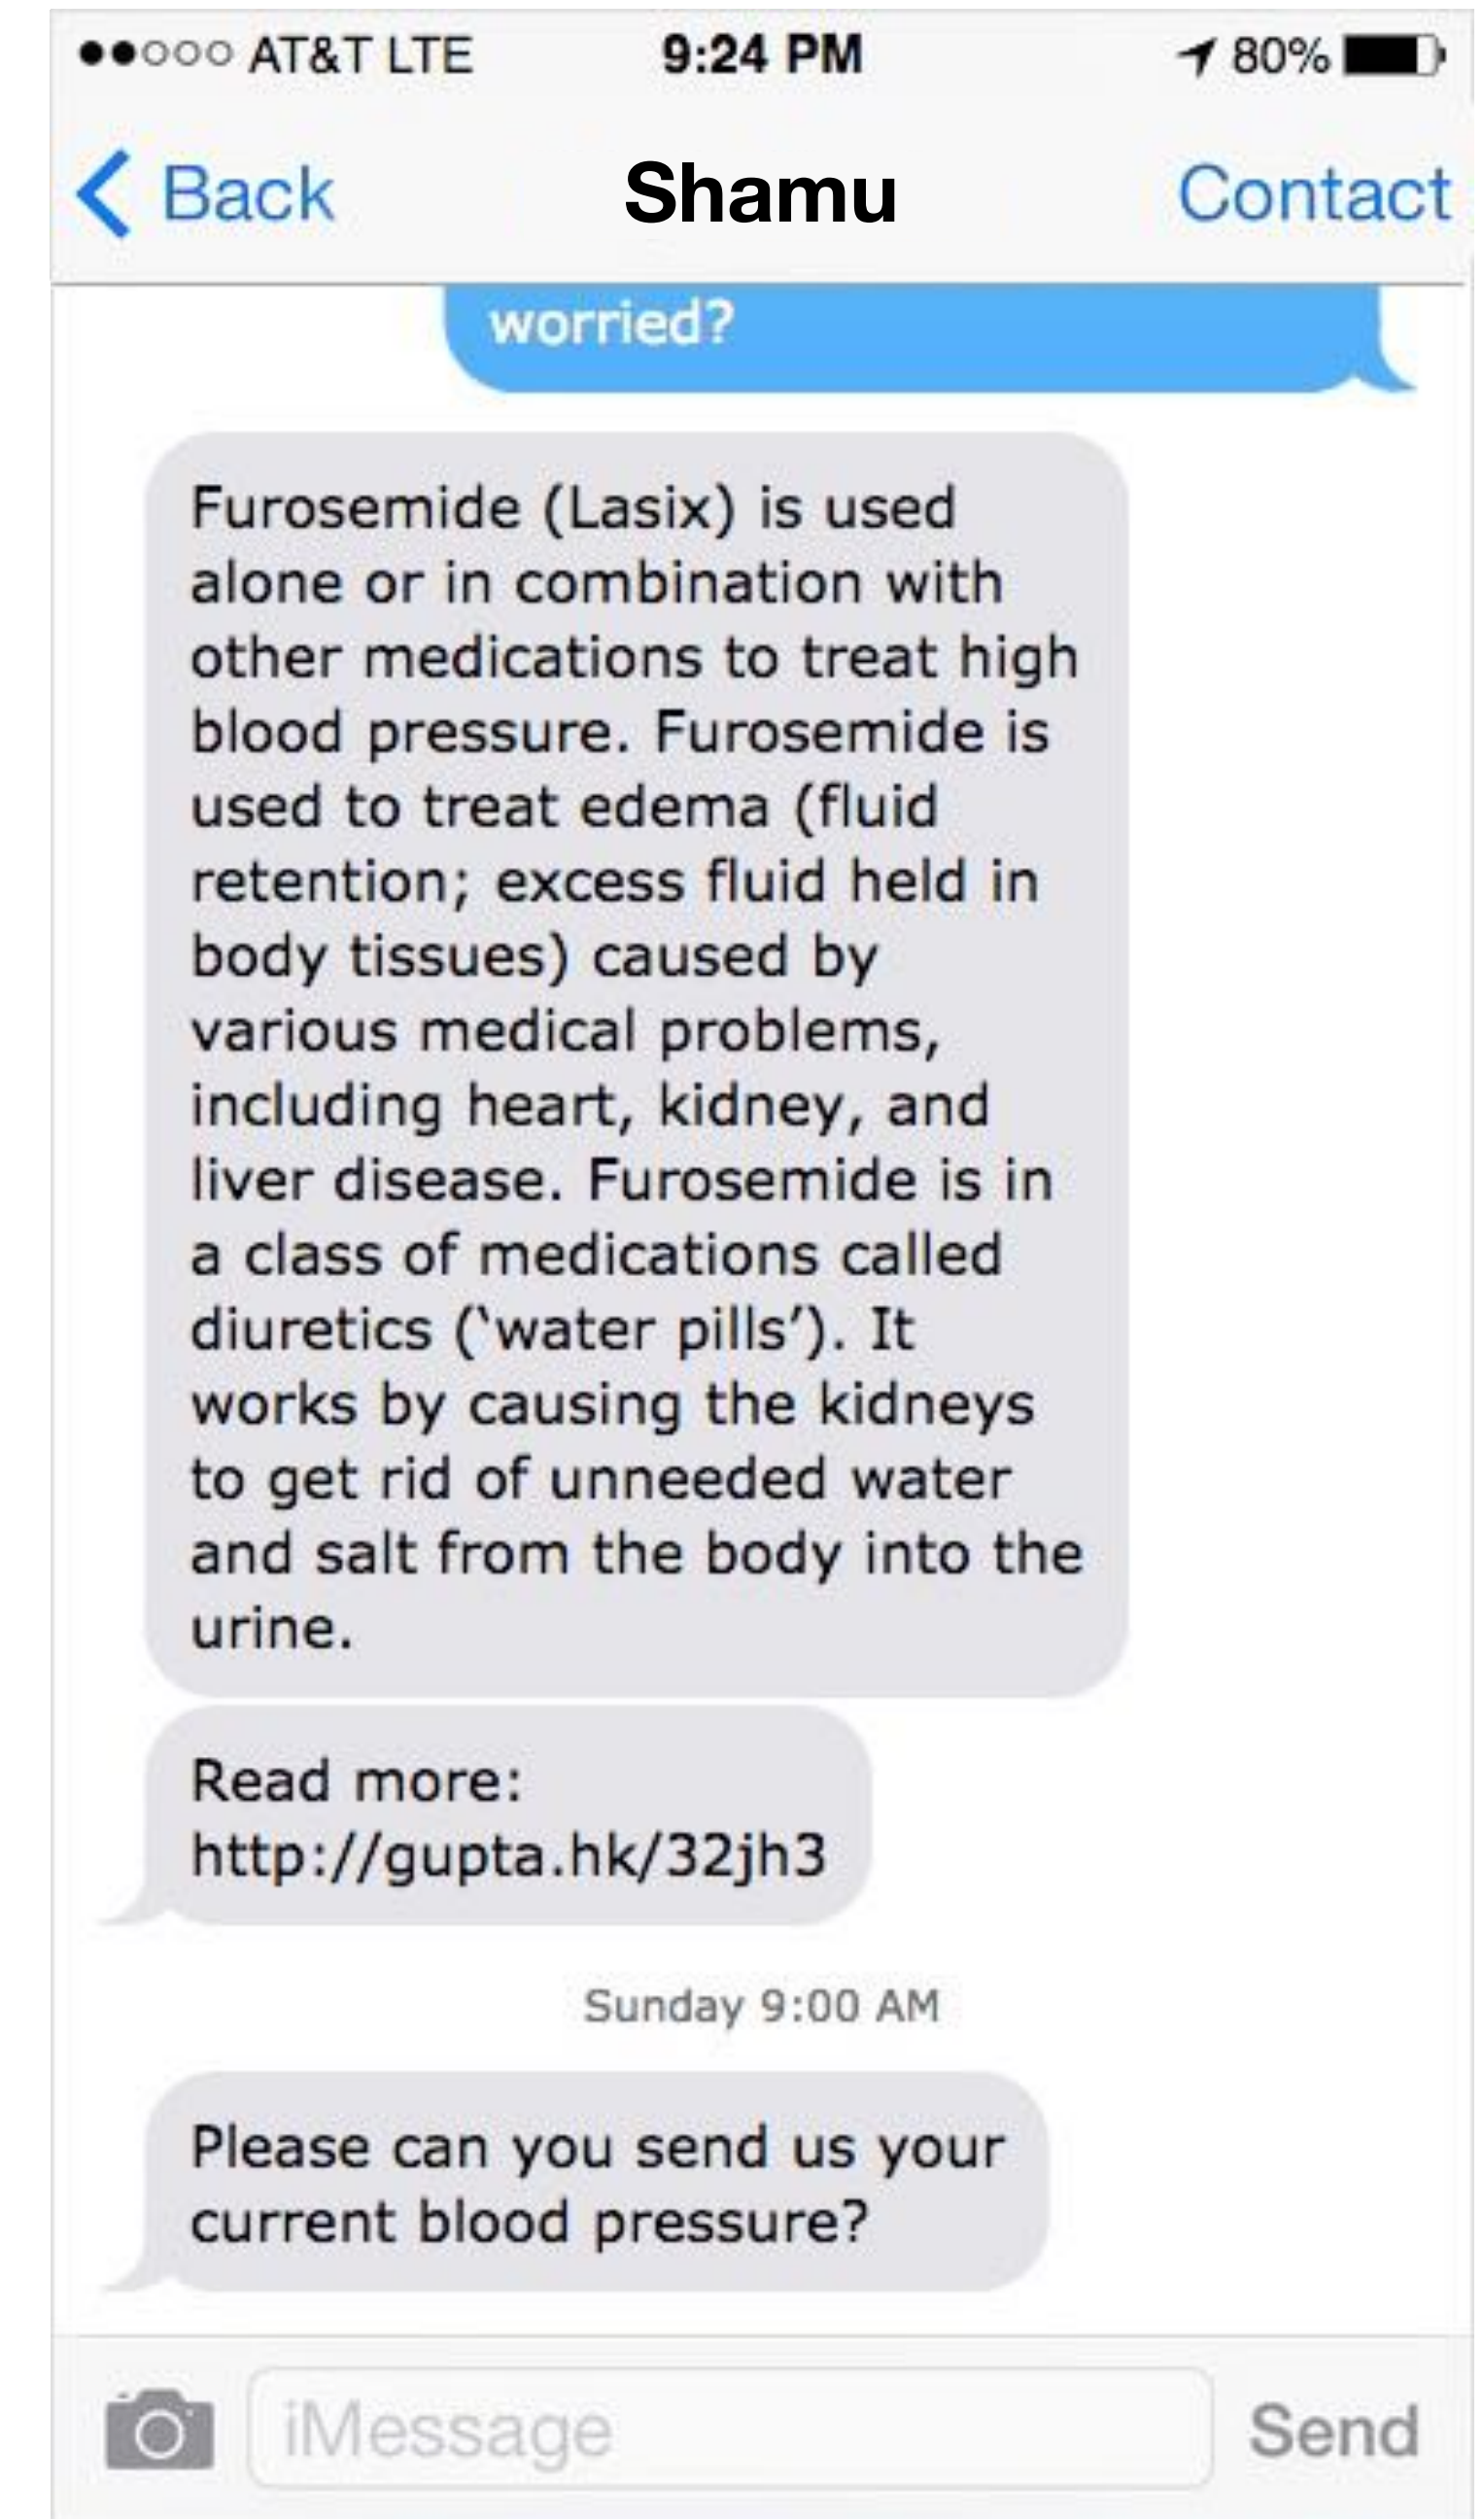 AT&T LTE 9:24 PM 80%
Back Shamu Contact
worried?
Furosemide (Lasix) is used
alone or in combination with
other medications to treat high
blood pressure. Furosemide is
used to treat edema (fluid
retention; excess fluid held in
body tissues) caused by
various medical problems,
including heart, kidney, and
liver disease. Furosemide is in
a class of medications called
diuretics (‘water pills’). It
works by causing the kidneys
to get rid of unneeded water
and salt from the body into the
urine.
Read more:
http://gupta.hk/32jh3
Sunday 9:00 AM
Please can you send us your
current blood pressure?
iMessage Send